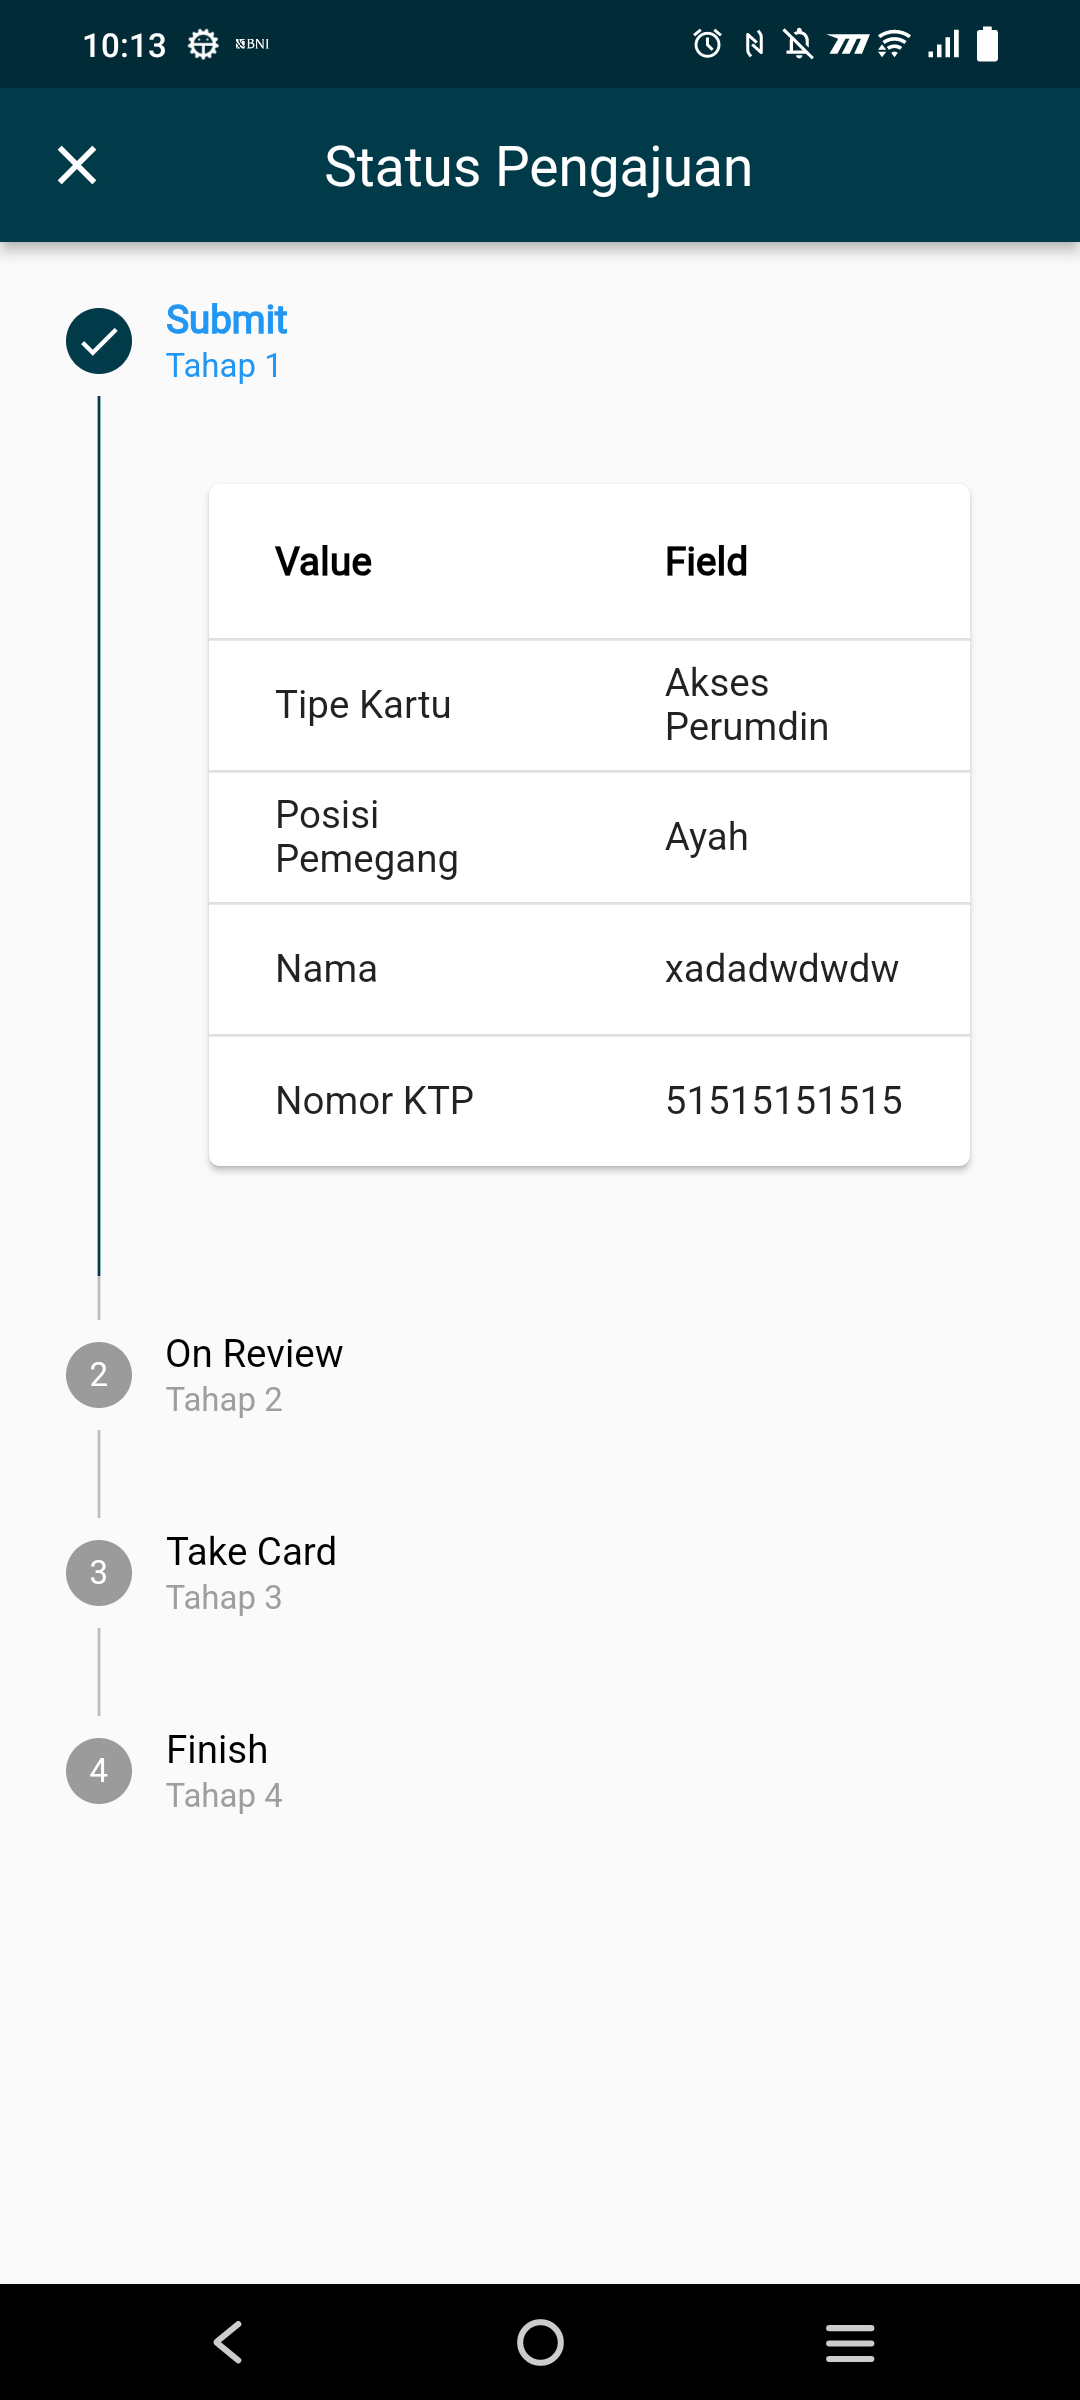 10:13 BNI
Status Pengajuan
Submit
Tahap 1
Value Field
Tipe Kartu Akses Perumdin
Posisi Pemegang Ayah
Nama xadadwdwdw
Nomor KTP 51515151515
2 On Review
Tahap 2
3 Take Card
Tahap 3
4 Finish
Tahap 4